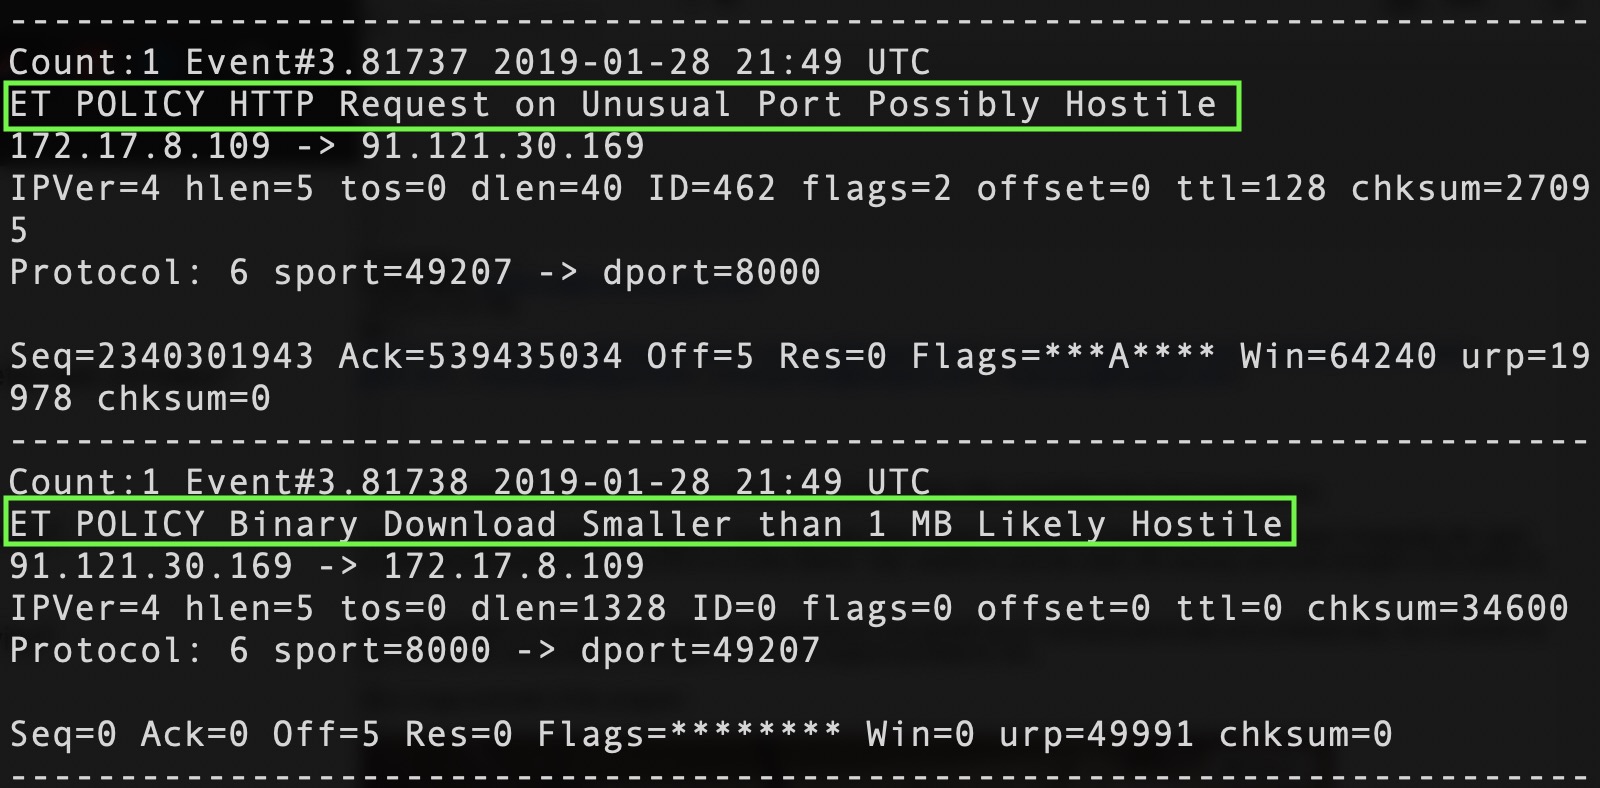 --------------------------------------------------------------------------------
Count:1 Event#3.81737 2019-01-28 21:49 UTC
ET POLICY HTTP Request on Unusual Port Possibly Hostile
172.17.8.109 -> 91.121.30.169
IPVer=4 hlen=5 tos=0 dlen=40 ID=462 flags=2 offset=0 ttl=128 chksum=2709
5
Protocol: 6 sport=49207 -> dport=8000
Seq=2340301943 Ack=539435034 Off=5 Res=0 Flags=***A**** Win=64240 urp=19
978 chksum=0
--------------------------------------------------------------------------------
Count:1 Event#3.81738 2019-01-28 21:49 UTC
ET POLICY Binary Download Smaller than 1 MB Likely Hostile
91.121.30.169 -> 172.17.8.109
IPVer=4 hlen=5 tos=0 dlen=1328 ID=0 flags=0 offset=0 ttl=0 chksum=34600
Protocol: 6 sport=8000 -> dport=49207
Seq=0 Ack=0 Off=5 Res=0 Flags=******** Win=0 urp=49991 chksum=0
--------------------------------------------------------------------------------